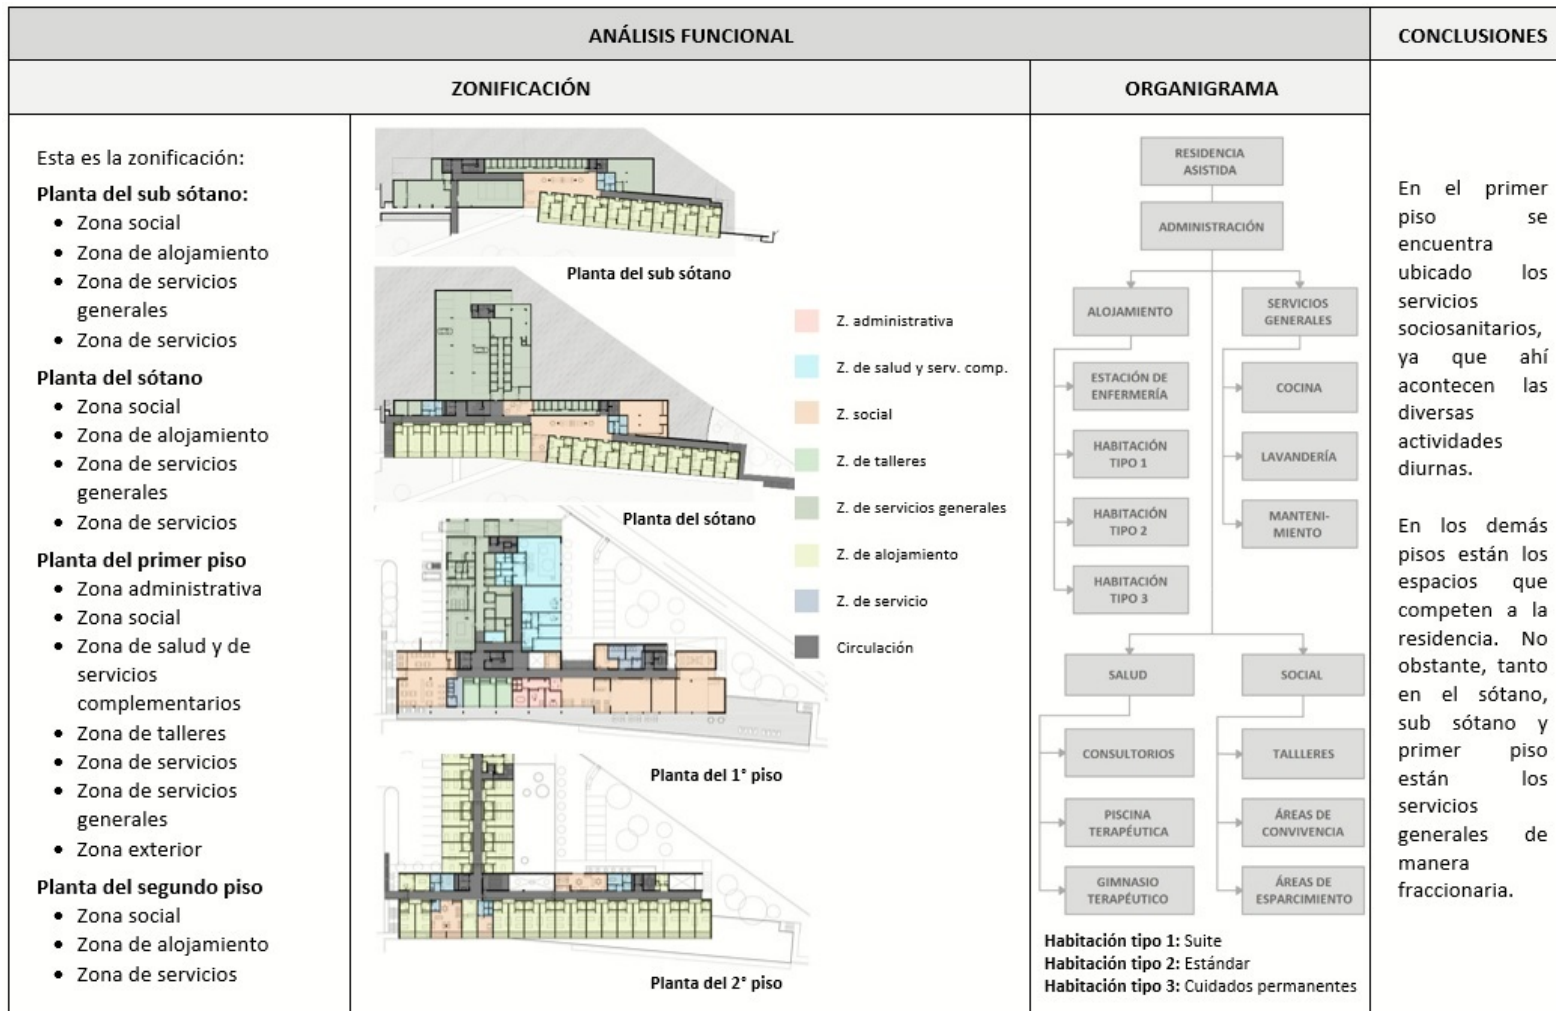 ANÁLISIS FUNCIONAL
CONCLUSIONES
ZONIFICACIÓN
ORGANIGRAMA
Esta es la zonificación:
Planta del sub sótano:
• Zona social
• Zona de alojamiento
• Zona de servicios
generales
• Zona de servicios
Planta del sótano
• Zona social
• Zona de alojamiento
• Zona de servicios
generales
• Zona de servicios
Planta del primer piso
• Zona administrativa
• Zona social
• Zona de salud y de
servicios
complementarios
• Zona de talleres
• Zona de servicios
• Zona de servicios
generales
• Zona exterior
Planta del segundo piso
• Zona social
• Zona de alojamiento
• Zona de servicios
Planta del sub sótano
Planta del sótano
Planta del 1° piso
Planta del 2° piso
Z. administrativa
Z. de salud y serv. comp.
Z. social
Z. de talleres
Z. de servicios generales
Z. de alojamiento
Z. de servicio
Circulación
RESIDENCIA
ASISTIDA
ADMINISTRACIÓN
ALOJAMIENTO
ESTACIÓN DE
ENFERMERÍA
HABITACIÓN
TIPO 1
HABITACIÓN
TIPO 2
HABITACIÓN
TIPO 3
SERVICIOS
GENERALES
COCINA
LAVANDERÍA
MANTENI-
MIENTO
SALUD
CONSULTORIOS
PISCINA
TERAPÉUTICA
GIMNASIO
TERAPÉUTICO
SOCIAL
TALLLERES
ÁREAS DE
CONVIVENCIA
ÁREAS DE
ESPARCIMIENTO
Habitación tipo 1: Suite
Habitación tipo 2: Estándar
Habitación tipo 3: Cuidados permanentes
En el primer
piso se
encuentra
ubicado los
servicios
sociosanitarios,
ya que ahí
acontecen las
diversas
actividades
diurnas.
En los demás
pisos están los
espacios que
competen a la
residencia. No
obstante, tanto
en el sótano,
sub sótano y
primer piso
están los
servicios
generales de
manera
fraccionaria.